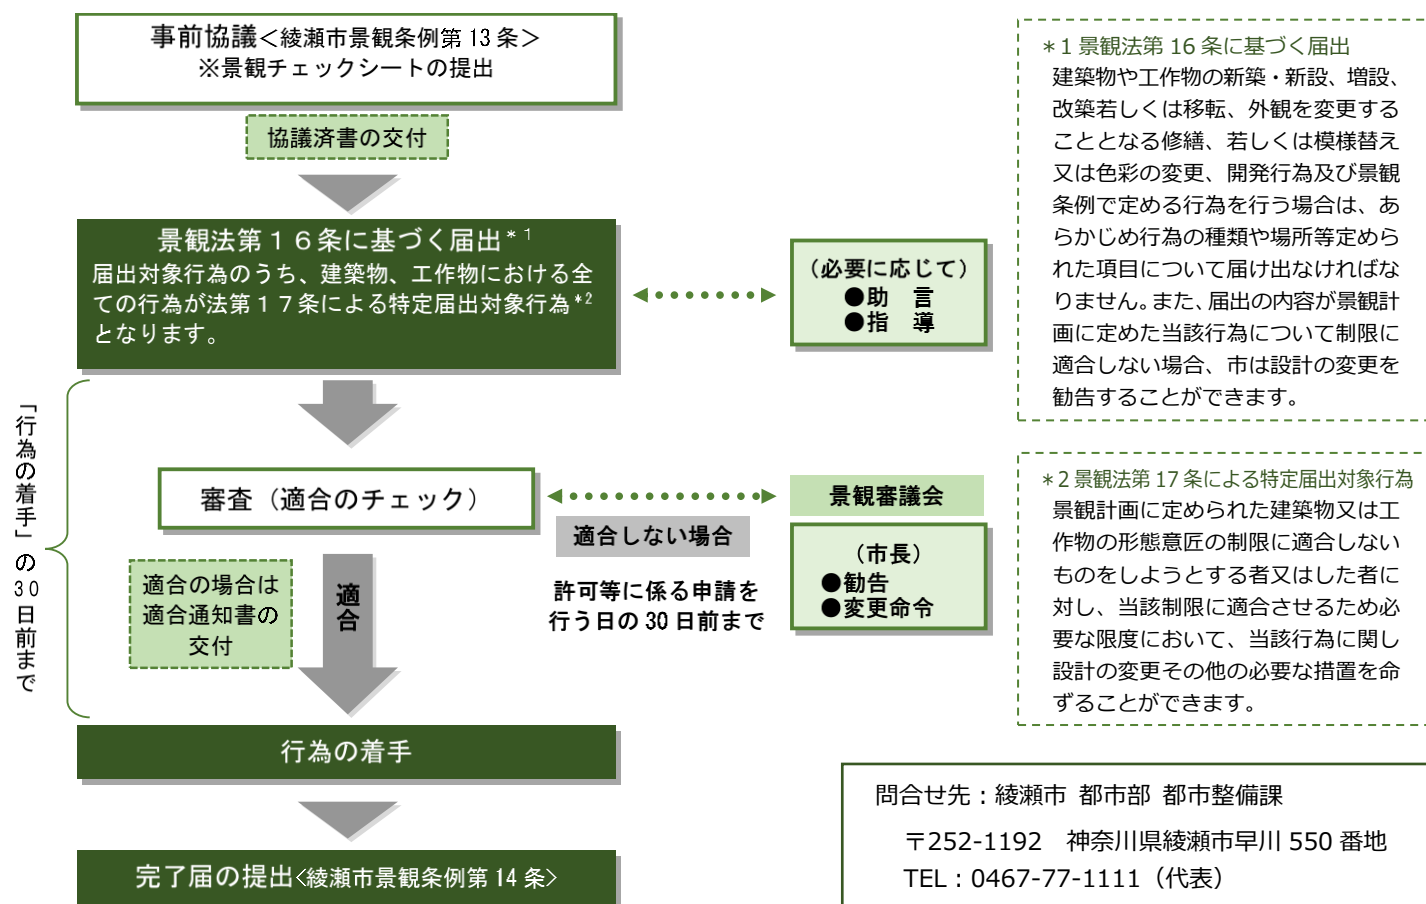 事前協議＜綾瀬市景観条例第13条＞
※景観チェックシートの提出
協議済書の交付
景観法第１６条に基づく届出*1
届出対象行為のうち、建築物、工作物における全
ての行為が法第１７条による特定届出対象行為*2
となります。
（必要に応じて）
●助　言
●指　導
「行為の着手」の30日前まで
審査（適合のチェック）
景観審議会
適合しない場合
（市長）
●勧告
●変更命令
許可等に係る申請を
行う日の30日前まで
適合の場合は
適合通知書の
交付
適合
行為の着手
完了届の提出<綾瀬市景観条例第14条>
＊1 景観法第16条に基づく届出
建築物や工作物の新築・新設、増設、
改築若しくは移転、外観を変更する
こととなる修繕、若しくは模様替え
又は色彩の変更、開発行為及び景観
条例で定める行為を行う場合は、あ
らかじめ行為の種類や場所等定めら
れた項目について届け出なければな
りません。また、届出の内容が景観計
画に定めた当該行為について制限に
適合しない場合、市は設計の変更を
勧告することができます。
＊2 景観法第17条による特定届出対象行為
景観計画に定められた建築物又は工
作物の形態意匠の制限に適合しない
ものをしようとする者又はした者に
対し、当該制限に適合させるため必
要な限度において、当該行為に関し
設計の変更その他の必要な措置を命
ずることができます。
問合せ先：綾瀬市 都市部 都市整備課
〒252-1192　神奈川県綾瀬市早川550番地
TEL：0467-77-1111（代表）